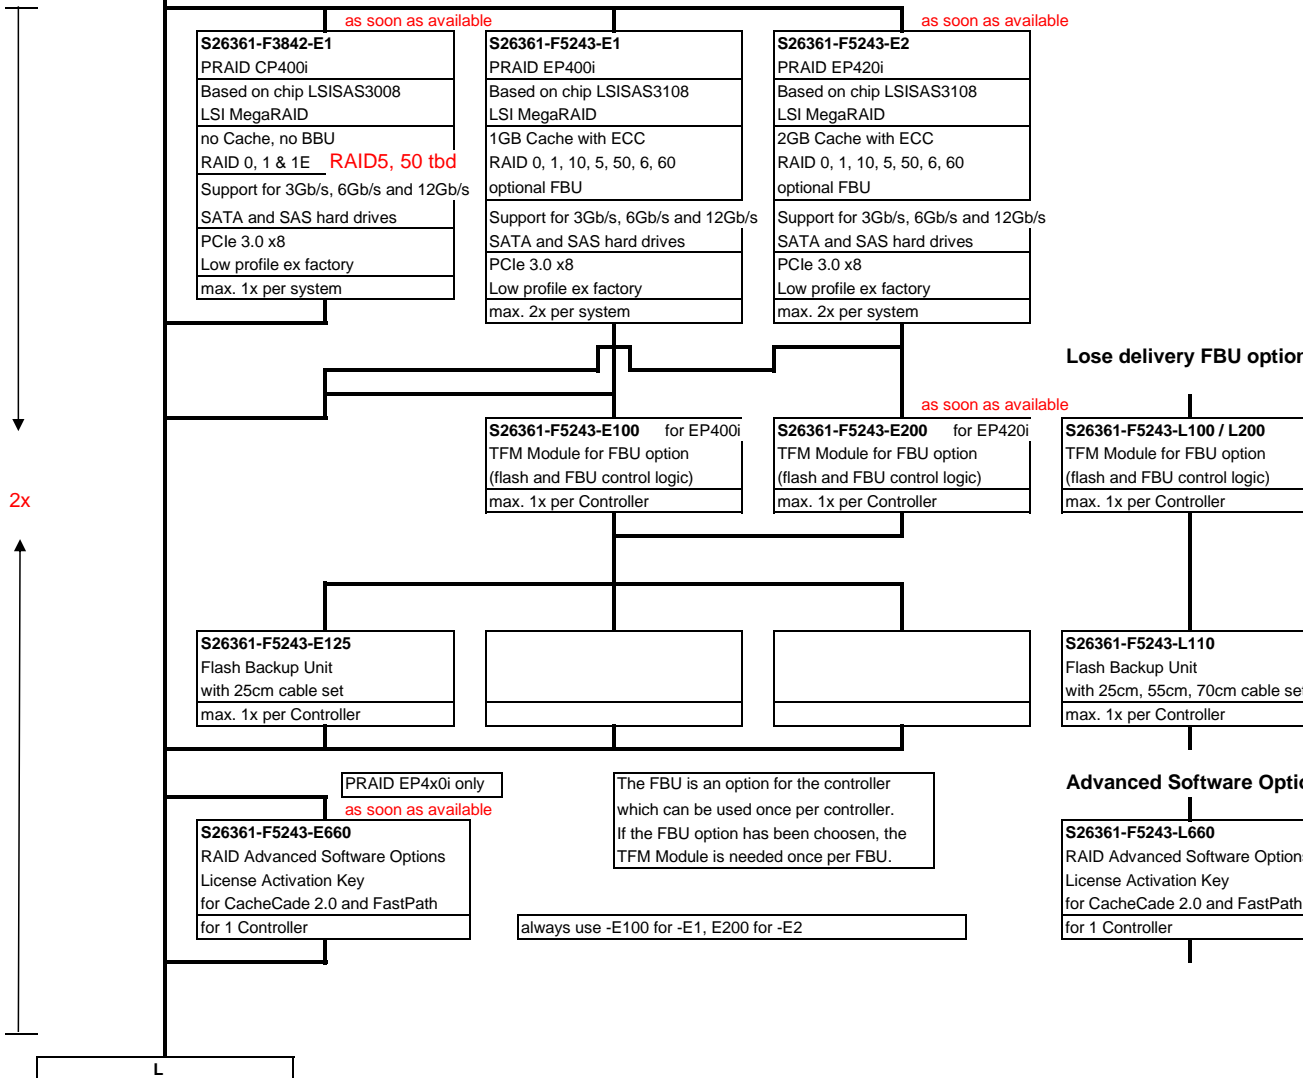 as soon as available
as soon as available
S26361-F3842-E1
PRAID CP400i
Based on chip LSISAS3008
LSI MegaRAID
no Cache, no BBU
RAID 0, 1 & 1E RAID5, 50 tbd
Support for 3Gb/s, 6Gb/s and 12Gb/s
SATA and SAS hard drives
PCIe 3.0 x8
Low profile ex factory
max. 1x per system
S26361-F5243-E1
PRAID EP400i
Based on chip LSISAS3108
LSI MegaRAID
1GB Cache with ECC
RAID 0, 1, 10, 5, 50, 6, 60
optional FBU
Support for 3Gb/s, 6Gb/s and 12Gb/s
SATA and SAS hard drives
PCIe 3.0 x8
Low profile ex factory
max. 2x per system
S26361-F5243-E2
PRAID EP420i
Based on chip LSISAS3108
LSI MegaRAID
2GB Cache with ECC
RAID 0, 1, 10, 5, 50, 6, 60
optional FBU
Support for 3Gb/s, 6Gb/s and 12Gb/s
SATA and SAS hard drives
PCIe 3.0 x8
Low profile ex factory
max. 2x per system
Lose delivery FBU option
as soon as available
2x
S26361-F5243-E100 for EP400i
TFM Module for FBU option
(flash and FBU control logic)
max. 1x per Controller
S26361-F5243-E200 for EP420i
TFM Module for FBU option
(flash and FBU control logic)
max. 1x per Controller
S26361-F5243-L100 / L200
TFM Module for FBU option
(flash and FBU control logic)
max. 1x per Controller
S26361-F5243-E125
Flash Backup Unit
with 25cm cable set
max. 1x per Controller
S26361-F5243-L110
Flash Backup Unit
with 25cm, 55cm, 70cm cable set
max. 1x per Controller
PRAID EP4x0i only
as soon as available
S26361-F5243-E660
RAID Advanced Software Options
License Activation Key
for CacheCade 2.0 and FastPath
for 1 Controller
The FBU is an option for the controller
which can be used once per controller.
If the FBU option has been choosen, the
TFM Module is needed once per FBU.
always use -E100 for -E1, E200 for -E2
Advanced Software Optio
S26361-F5243-L660
RAID Advanced Software Options
License Activation Key
for CacheCade 2.0 and FastPath
for 1 Controller
L